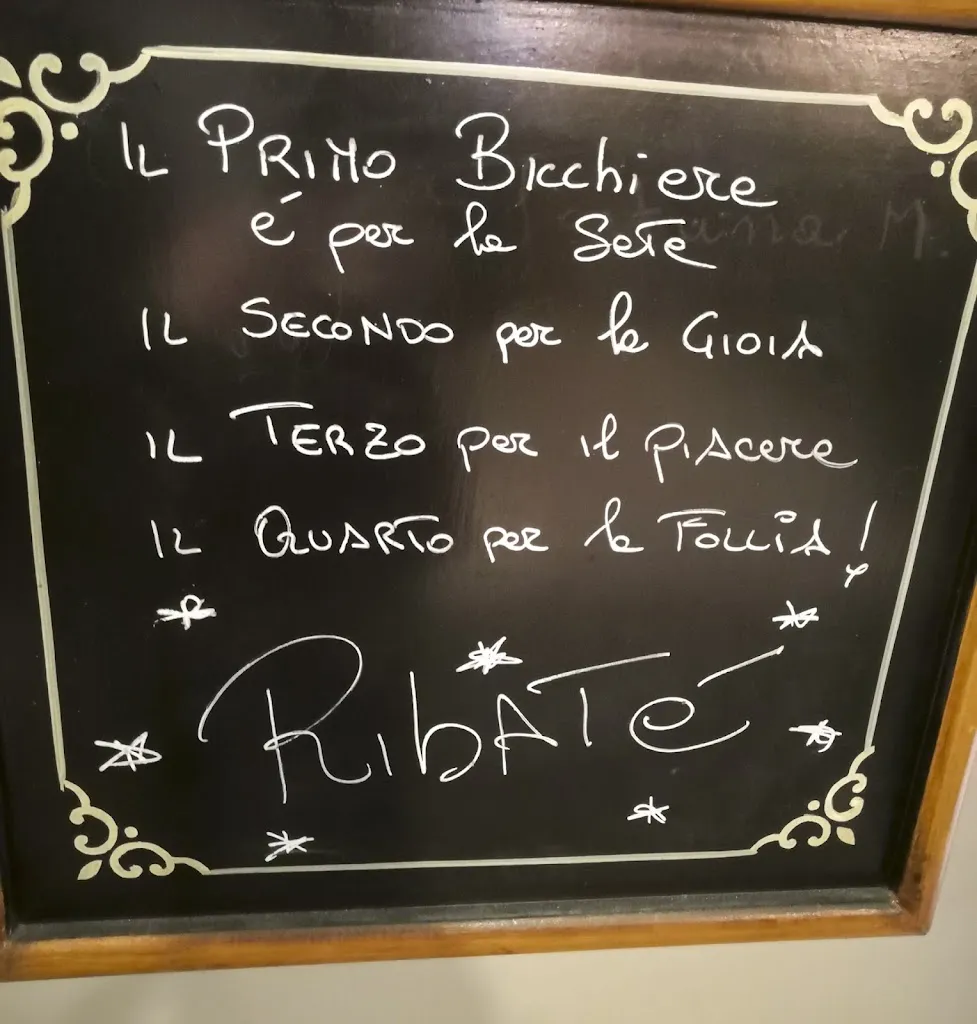 IL PRIMO Bicchiere
é per la SeTe
IL SECONDO per la GIOIA
IL TERZO per il pIAcere
IL QUARTO per la FOLLIA!
RIbATé